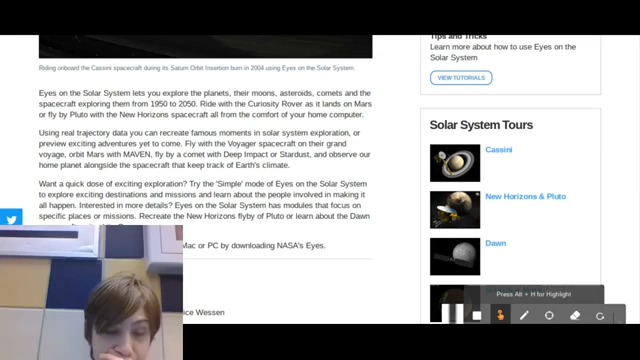 Tips and Tricks
Learn more about how to use Eyes on the
Solar System
VIEW TUTORIALS
Riding onboard the Cassini spacecraft during its Saturn Orbit Insertion burn in 2004 using Eyes on the Solar System.
Eyes on the Solar System lets you explore the planets, their moons, asteroids, comets and the
spacecraft exploring them from 1950 to 2050. Ride with the Curiosity Rover as it lands on Mars
or fly by Pluto with the New Horizons spacecraft all from the comfort of your home computer.
Using real trajectory data you can recreate famous moments in solar system exploration, or
preview exciting adventures yet to come. Fly with the Voyager spacecraft on their grand
voyage, orbit Mars with MAVEN, fly by a comet with Deep Impact or Stardust, and observe our
home planet alongside the spacecraft that keep track of Earth's climate.
Want a quick dose of exciting exploration? Try the 'Simple' mode of Eyes on the Solar System
to explore exciting destinations and missions and learn about the people involved in making it
all happen. Interested in more details? Eyes on the Solar System has modules that focus on
specific places or missions. Recreate the New Horizons flyby of Pluto or learn about the Dawn
Mac or PC by downloading NASA's Eyes.
Wessen
Solar System Tours
Cassini
New Horizons & Pluto
Dawn
Press Alt + H for Highlight